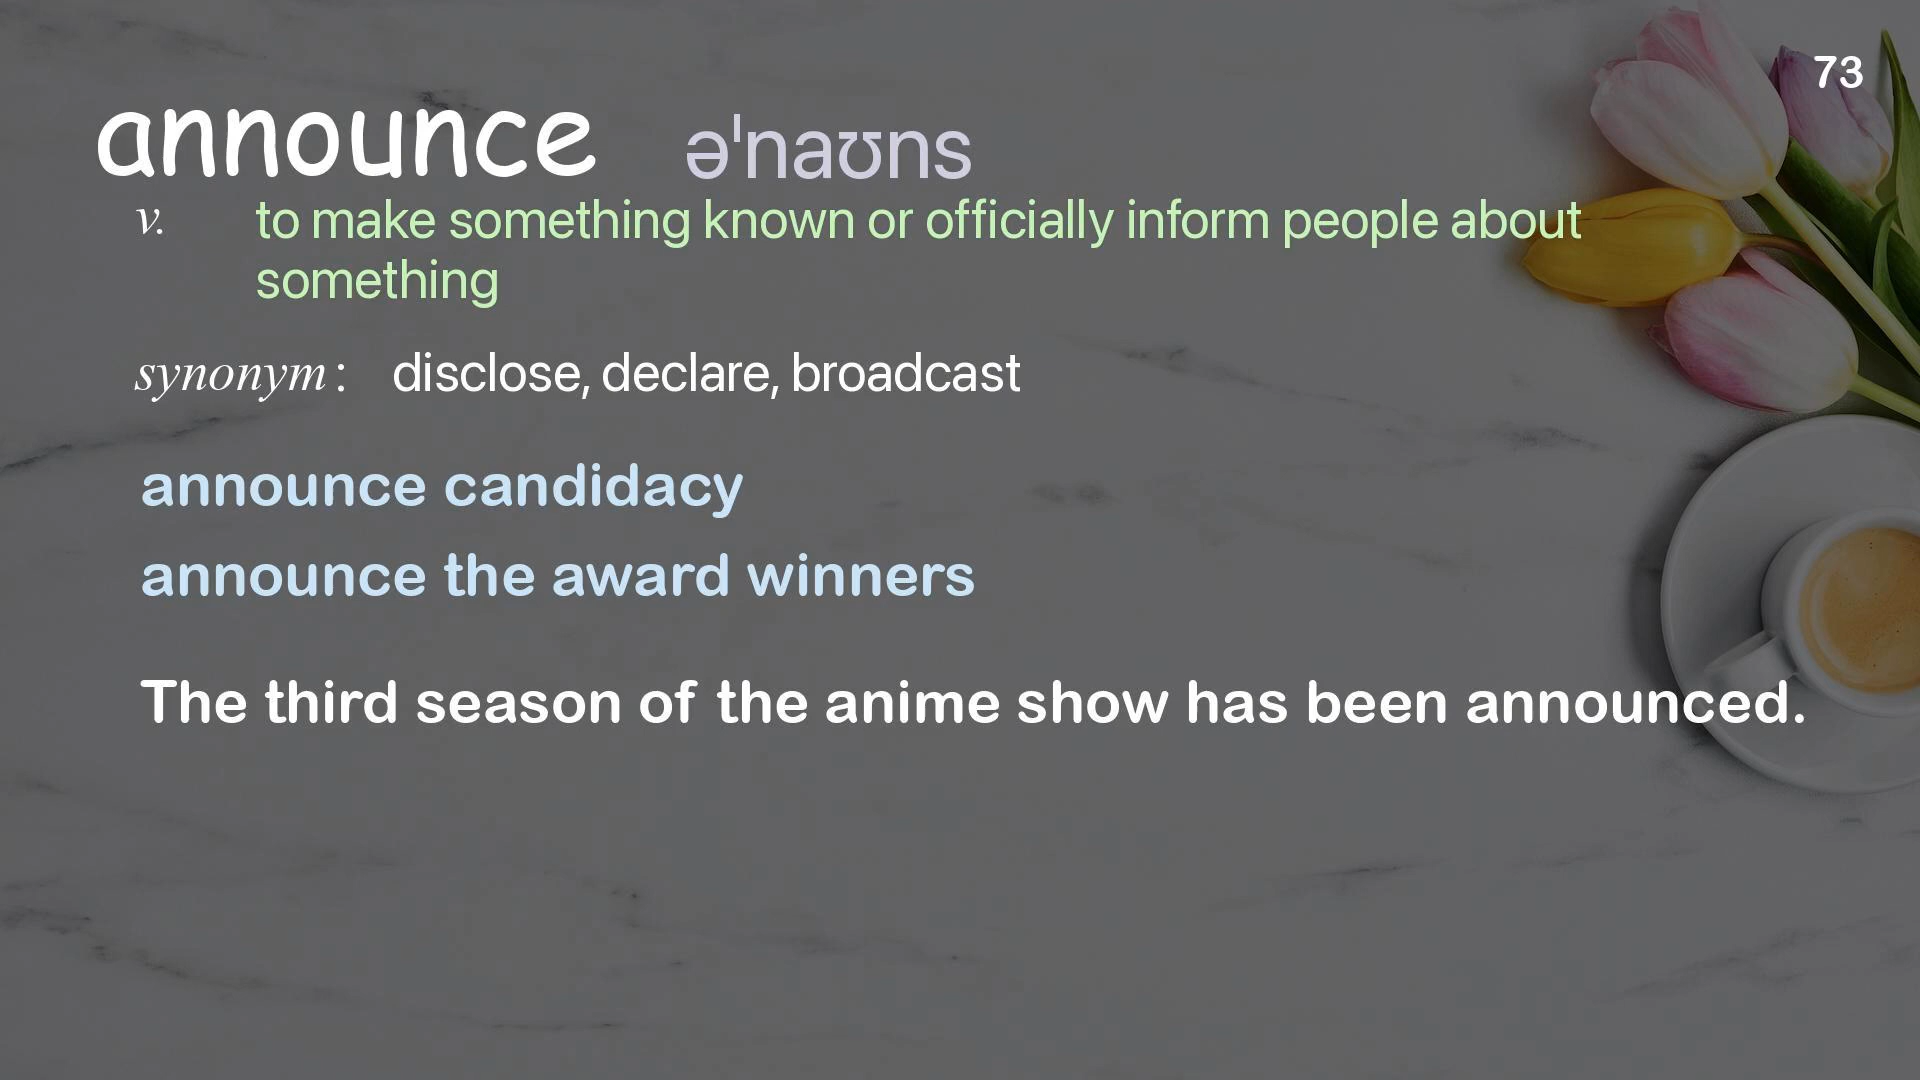 73
announce əˈnaʊns
v. to make something known or officially inform people about
something
synonym : disclose, declare, broadcast
announce candidacy
announce the award winners
The third season of the anime show has been announced.